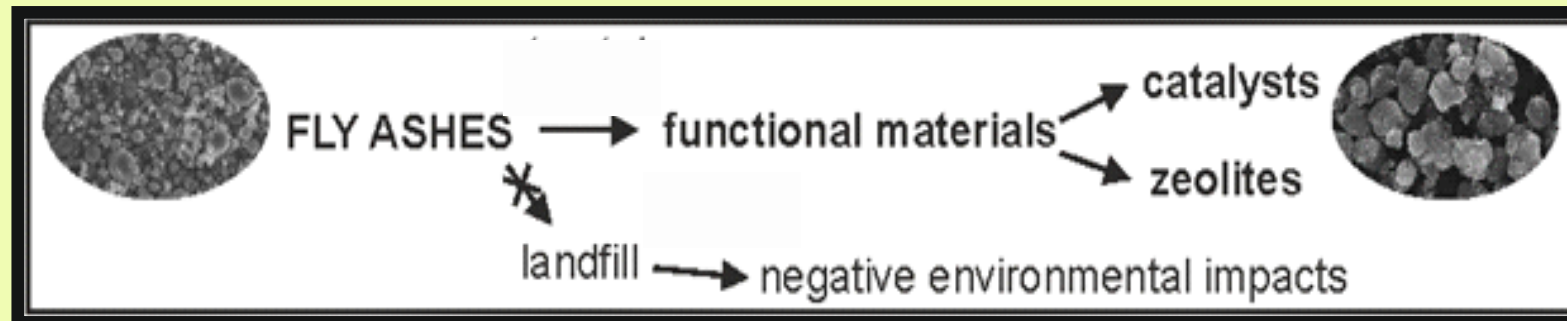 FLY ASHES
functional materials
catalysts
zeolites
landfill
negative environmental impacts